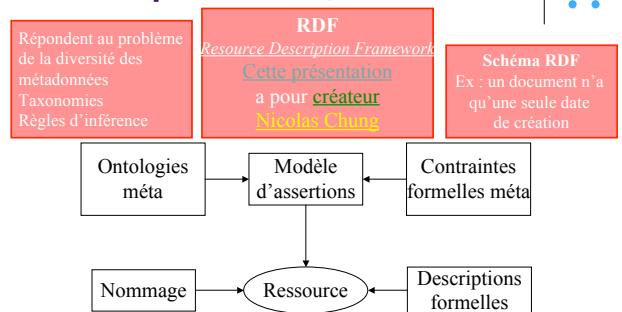 Répondent au problème
de la diversité des
métadonnées
Taxonomies
Règles d'inférence
RDF
Resource Description Framework
Cette présentation
a pour créateur
Nicolas Chung
Schéma RDF
Ex : un document n'a
qu'une seule date
de création
Ontologies
méta
Modèle
d'assertions
Contraintes
formelles méta
Nommage
Ressource
Descriptions
formelles